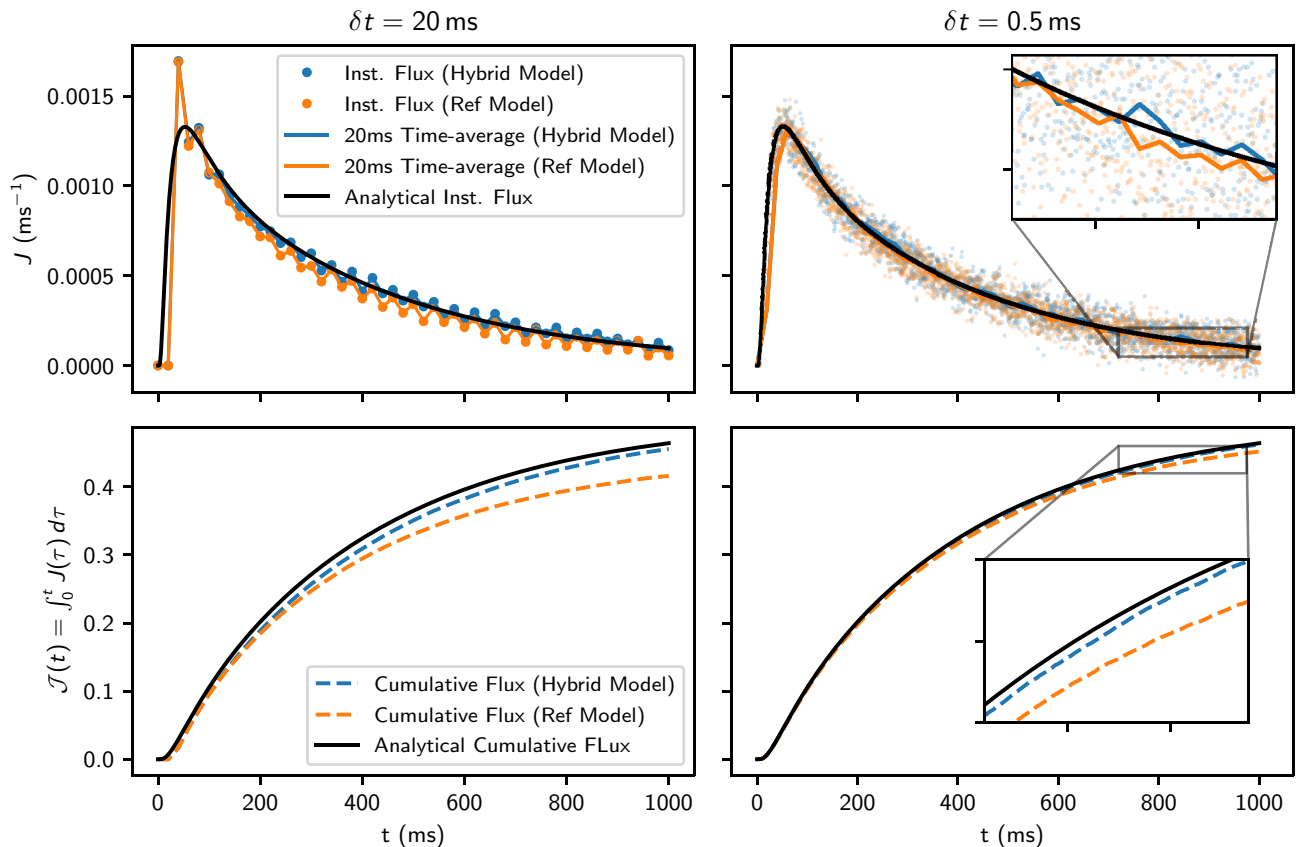 δt = 20 ms
δt = 0.5 ms
J (ms⁻¹)
0.0015
0.0010
0.0005
0.0000
Inst. Flux (Hybrid Model)
Inst. Flux (Ref Model)
20ms Time-average (Hybrid Model)
20ms Time-average (Ref Model)
Analytical Inst. Flux
𝒥(t) = ∫₀ᵗ J(τ) dτ
0.4
0.3
0.2
0.1
0.0
Cumulative Flux (Hybrid Model)
Cumulative Flux (Ref Model)
Analytical Cumulative FLux
0 200 400 600 800 1000
0 200 400 600 800 1000
t (ms)
t (ms)